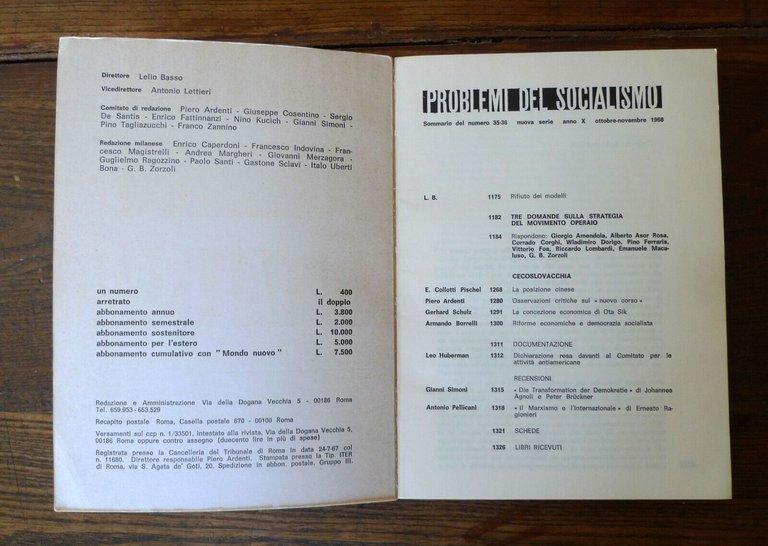 Direttore Lelio Basso
Vicedirettore Antonio Lettieri
Comitato di redazione Piero Ardenti - Giuseppe Cosentino - Sergio
De Santis - Enrico Fattinnanzi - Nino Kucich - Gianni Simoni -
Pino Tagliazucchi - Franco Zannino
Redazione milanese Enrico Caperdoni - Francesco Indovina - Fran-
cesco Magistrelli - Andrea Margheri - Giovanni Merzagora -
Guglielmo Ragozzino - Paolo Santi - Gastone Sclavi - Italo Uberti
Bona - G. B. Zorzoli
un numero L. 400
arretrato il doppio
abbonamento annuo L. 3.800
abbonamento semestrale L. 2.000
abbonamento sostenitore L. 10.000
abbonamento per l'estero L. 5.000
abbonamento cumulativo con "Mondo nuovo" L. 7.500
Redazione e Amministrazione Via della Dogana Vecchia 5 - 00186 Roma
Tel. 659.953 - 653.529
Recapito postale Roma, Casella postale 670 - 00100 Roma
Versamenti sul ccp n. 1/33501, intestato alla rivista, Via della Dogana Vecchia 5,
00186 Roma oppure contro assegno (duecento lire in più di spese)
Registrata presso la Cancelleria del Tribunale di Roma in data 24-7-67 col
n. 11680. Direttore responsabile Piero Ardenti. Stampata presso la Tip. ITER
di Roma, via S. Agata de' Goti, 20. Spedizione in abbon. postale, Gruppo III.
PROBLEMI DEL SOCIALISMO
Sommario del numero 35-36 nuova serie anno X ottobre-novembre 1968
L. B. 1175 Rifiuto dei modelli
1182 TRE DOMANDE SULLA STRATEGIA
DEL MOVIMENTO OPERAIO
1184 Rispondono: Giorgio Amendola, Alberto Asor Rosa,
Corrado Corghi, Wladimiro Dorigo, Pino Ferraris,
Vittorio Foa, Riccardo Lombardi, Emanuele Maca-
luso, G. B. Zorzoli
CECOSLOVACCHIA
E. Collotti Pischel 1268 La posizione cinese
Piero Ardenti 1280 Osservazioni critiche sul « nuovo corso »
Gerhard Schulz 1291 La concezione economica di Ota Sik
Armando Borrelli 1300 Riforme economiche e democrazia socialista
1311 DOCUMENTAZIONE
Leo Huberman 1312 Dichiarazione resa davanti al Comitato per le
attività antiamericane
RECENSIONI
Gianni Simoni 1315 « Die Transformation der Demokratie » di Johannes
Agnoli e Peter Brückner
Antonio Pellicani 1318 « Il Marxismo e l'Internazionale » di Ernesto Ra-
gionieri
1321 SCHEDE
1326 LIBRI RICEVUTI